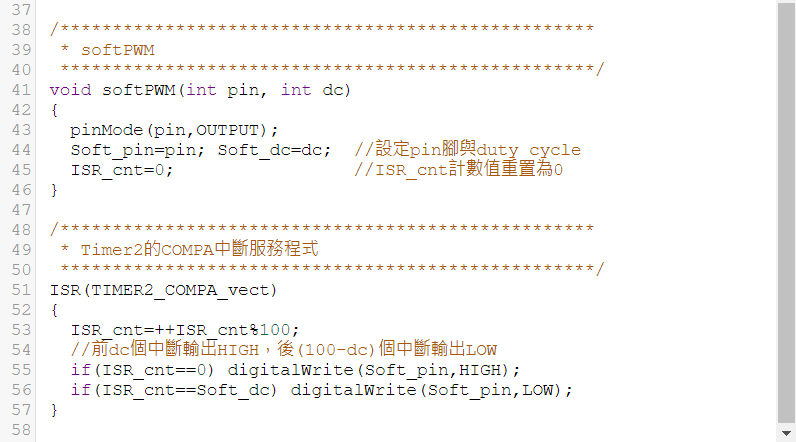 37
38 /****************************************************
39  * softPWM
40  ****************************************************/
41 void softPWM(int pin, int dc)
42 {
43   pinMode(pin,OUTPUT);
44   Soft_pin=pin; Soft_dc=dc;  //設定pin腳與duty cycle
45   ISR_cnt=0;                 //ISR_cnt計數值重置為0
46 }
47
48 /****************************************************
49  * Timer2的COMPA中斷服務程式
50  ****************************************************/
51 ISR(TIMER2_COMPA_vect)
52 {
53   ISR_cnt=++ISR_cnt%100;
54   //前dc個中斷輸出HIGH，後(100-dc)個中斷輸出LOW
55   if(ISR_cnt==0) digitalWrite(Soft_pin,HIGH);
56   if(ISR_cnt==Soft_dc) digitalWrite(Soft_pin,LOW);
57 }
58